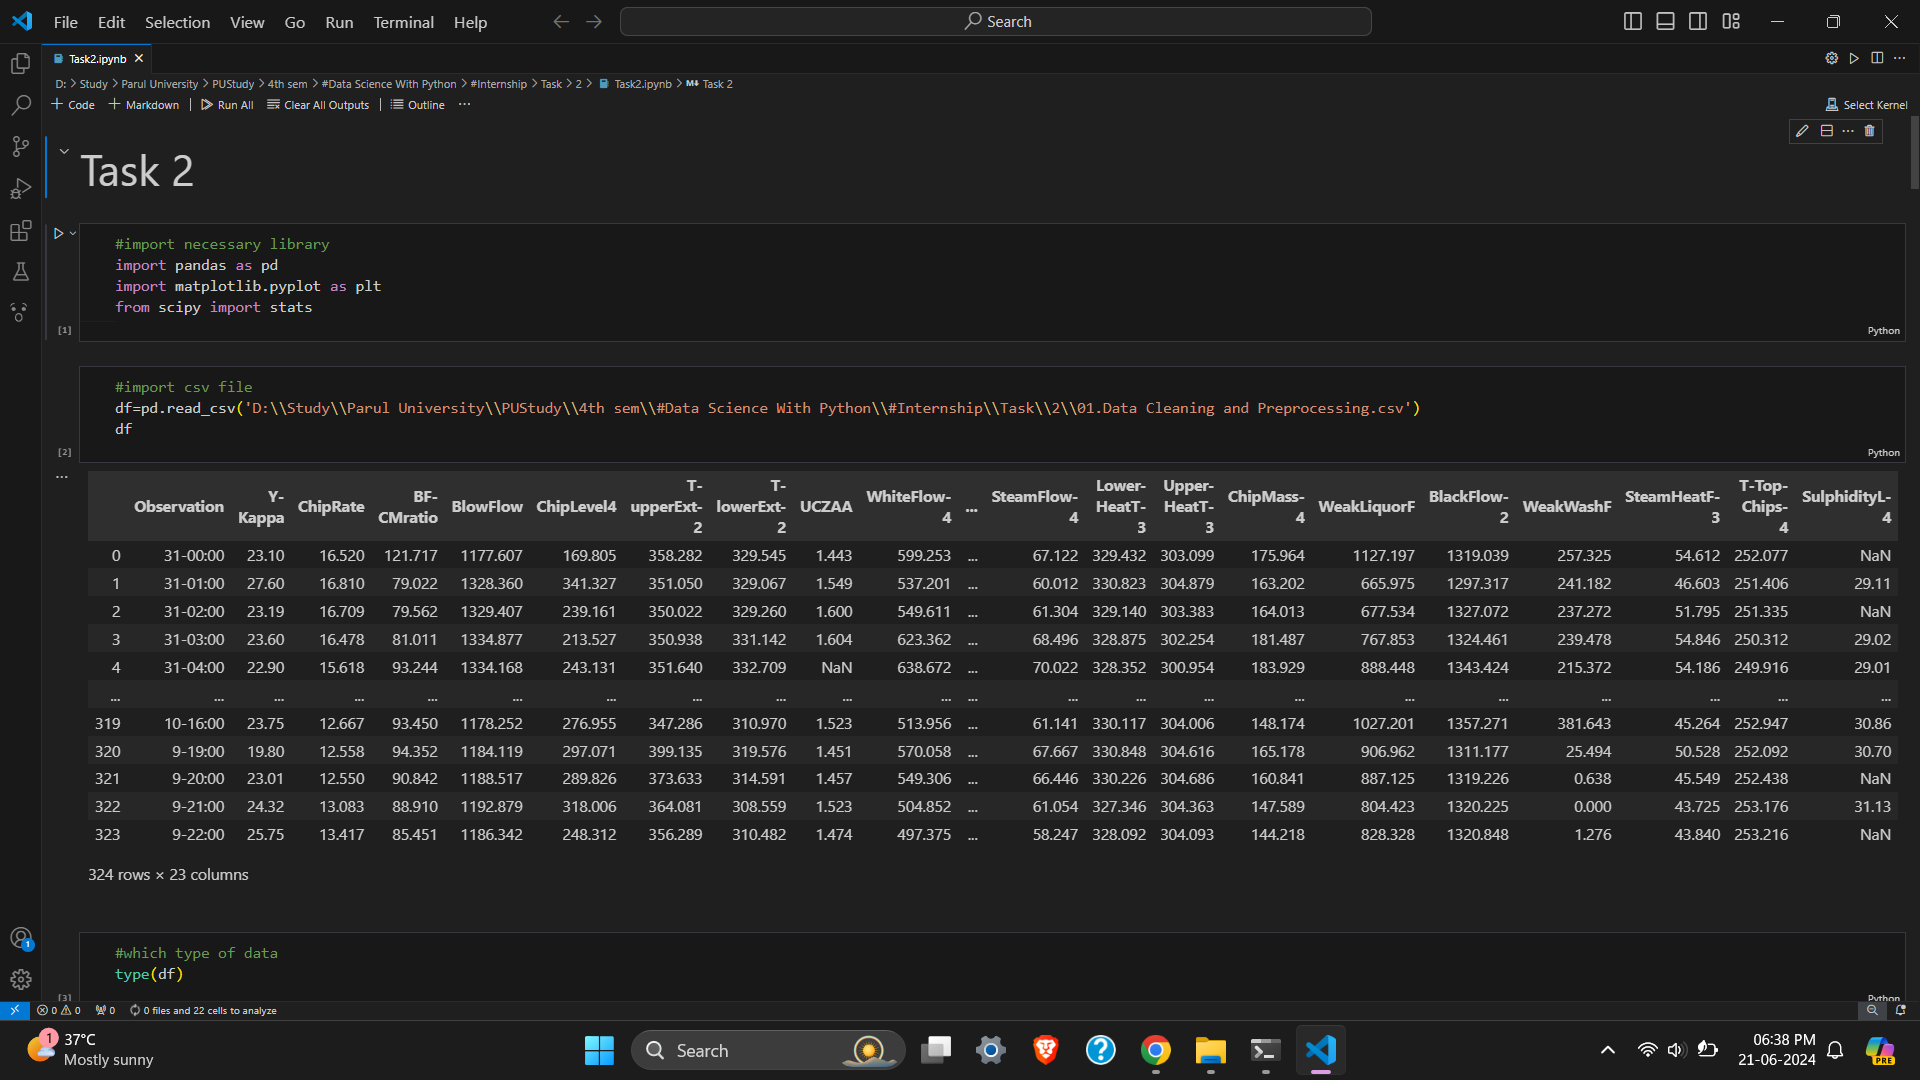 File Edit Selection View Go Run Terminal Help
Search
Task2.ipynb
D: > Study > Parul University > PUStudy > 4th sem > #Data Science With Python > #Internship > Task > 2 > Task2.ipynb > M↓ Task 2
+ Code + Markdown | Run All Clear All Outputs | Outline ...
Select Kernel
Task 2
#import necessary library
import pandas as pd
import matplotlib.pyplot as plt
from scipy import stats
[1]
Python
#import csv file
df=pd.read_csv('D:\\Study\\Parul University\\PUStudy\\4th sem\\#Data Science With Python\\#Internship\\Task\\2\\01.Data Cleaning and Preprocessing.csv')
df
[2]
Python
...
Observation Y-Kappa ChipRate BF-CMratio BlowFlow ChipLevel4 T-upperExt-2 T-lowerExt-2 UCZAA WhiteFlow-4 ... SteamFlow-4 Lower-HeatT-3 Upper-HeatT-3 ChipMass-4 WeakLiquorF BlackFlow-2 WeakWashF SteamHeatF-3 T-Top-Chips-4 SulphidityL-4
0 31-00:00 23.10 16.520 121.717 1177.607 169.805 358.282 329.545 1.443 599.253 ... 67.122 329.432 303.099 175.964 1127.197 1319.039 257.325 54.612 252.077 NaN
1 31-01:00 27.60 16.810 79.022 1328.360 341.327 351.050 329.067 1.549 537.201 ... 60.012 330.823 304.879 163.202 665.975 1297.317 241.182 46.603 251.406 29.11
2 31-02:00 23.19 16.709 79.562 1329.407 239.161 350.022 329.260 1.600 549.611 ... 61.304 329.140 303.383 164.013 677.534 1327.072 237.272 51.795 251.335 NaN
3 31-03:00 23.60 16.478 81.011 1334.877 213.527 350.938 331.142 1.604 623.362 ... 68.496 328.875 302.254 181.487 767.853 1324.461 239.478 54.846 250.312 29.02
4 31-04:00 22.90 15.618 93.244 1334.168 243.131 351.640 332.709 NaN 638.672 ... 70.022 328.352 300.954 183.929 888.448 1343.424 215.372 54.186 249.916 29.01
... ... ... ... ... ... ... ... ... ... ... ... ... ... ... ... ... ... ... ... ... ...
319 10-16:00 23.75 12.667 93.450 1178.252 276.955 347.286 310.970 1.523 513.956 ... 61.141 330.117 304.006 148.174 1027.201 1357.271 381.643 45.264 252.947 30.86
320 9-19:00 19.80 12.558 94.352 1184.119 297.071 399.135 319.576 1.451 570.058 ... 67.667 330.848 304.616 165.178 906.962 1311.177 25.494 50.528 252.092 30.70
321 9-20:00 23.01 12.550 90.842 1188.517 289.826 373.633 314.591 1.457 549.306 ... 66.446 330.226 304.686 160.841 887.125 1319.226 0.638 45.549 252.438 NaN
322 9-21:00 24.32 13.083 88.910 1192.879 318.006 364.081 308.559 1.523 504.852 ... 61.054 327.346 304.363 147.589 804.423 1320.225 0.000 43.725 253.176 31.13
323 9-22:00 25.75 13.417 85.451 1186.342 248.312 356.289 310.482 1.474 497.375 ... 58.247 328.092 304.093 144.218 828.328 1320.848 1.276 43.840 253.216 NaN
324 rows × 23 columns
#which type of data
type(df)
[3]
Python
1
0 0 0 0 files and 22 cells to analyze
1
37°C
Mostly sunny
Search
06:38 PM
21-06-2024
PRE